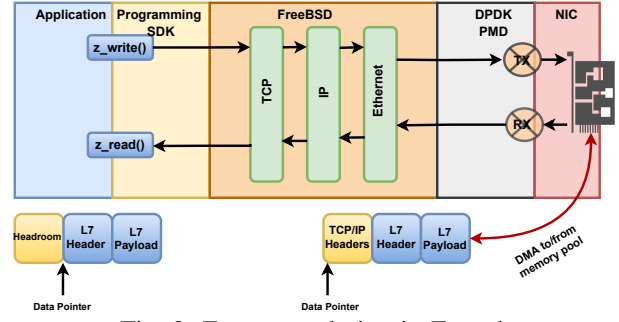 Application
Programming
SDK
FreeBSD
DPDK
PMD
NIC
z_write()
TCP
IP
Ethernet
TX
z_read()
RX
Headroom
L7
Header
L7
Payload
TCP/IP
Headers
L7
Header
L7
Payload
DMA to/from
memory pool
Data Pointer
Data Pointer